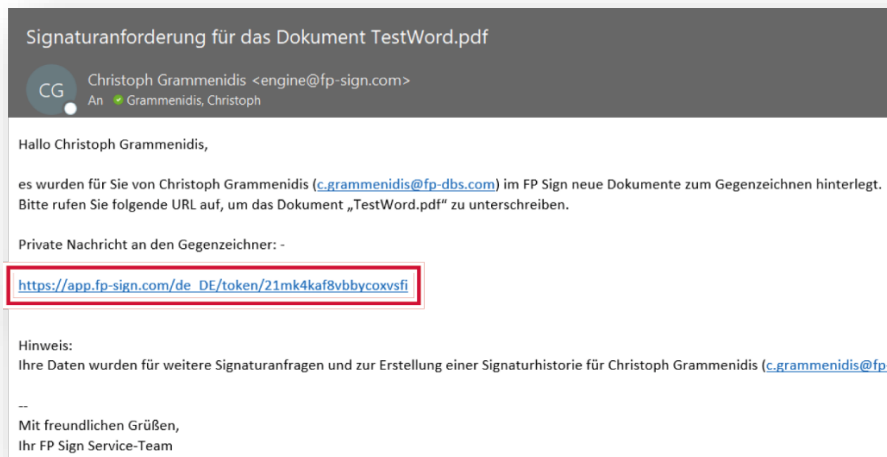 Signaturanforderung für das Dokument TestWord.pdf
CG
Christoph Grammenidis <engine@fp-sign.com>
An Grammenidis, Christoph
Hallo Christoph Grammenidis,
es wurden für Sie von Christoph Grammenidis (c.grammenidis@fp-dbs.com) im FP Sign neue Dokumente zum Gegenzeichnen hinterlegt.
Bitte rufen Sie folgende URL auf, um das Dokument „TestWord.pdf“ zu unterschreiben.
Private Nachricht an den Gegenzeichner: -
https://app.fp-sign.com/de_DE/token/21mk4kaf8vbbycoxvsfi
Hinweis:
Ihre Daten wurden für weitere Signaturanfragen und zur Erstellung einer Signaturhistorie für Christoph Grammenidis (c.grammenidis@fp-
--
Mit freundlichen Grüßen,
Ihr FP Sign Service-Team